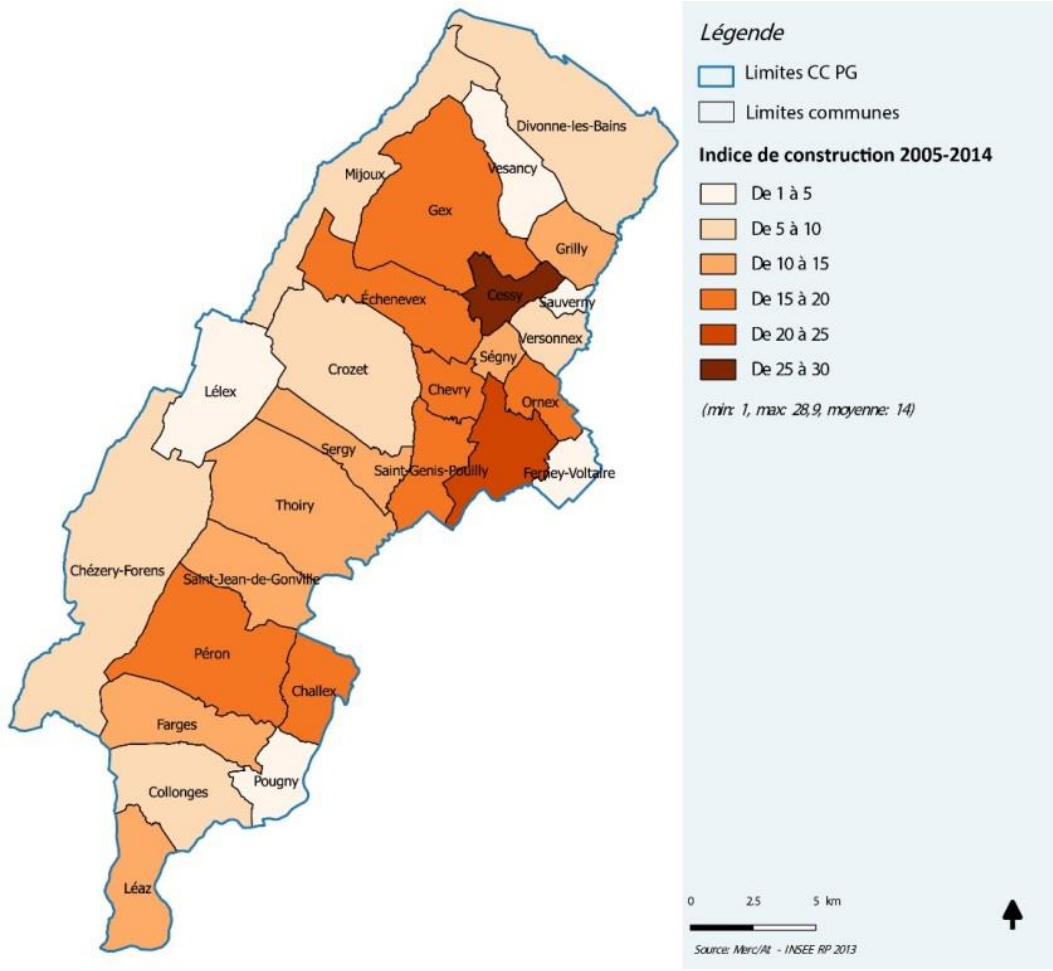 Divonne-les-Bains
Vesancy
Mijoux
Gex
Grilly
Échenevex
Cessy
Sauverny
Versonnex
Ségny
Crozet
Lélex
Chevry
Ornex
Sergy
Saint-Genis-Pouilly
Ferney-Voltaire
Thoiry
Chézery-Forens
Saint-Jean-de-Gonville
Péron
Challex
Farges
Pougny
Collonges
Léaz
Légende
Limites CC PG
Limites communes
Indice de construction 2005-2014
De 1 à 5
De 5 à 10
De 10 à 15
De 15 à 20
De 20 à 25
De 25 à 30
(min: 1, max: 28,9, moyenne: 14)
0 2.5 5 km
Source: Merc/At - INSEE RP 2013